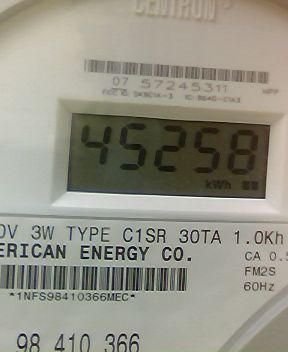 CENTRON®
07 57245311
45258
kWh
0V 3W TYPE C1SR 30TA 1.0Kh
ERICAN ENERGY CO.
CA 0.5
FM2S
*1NFS98410366MEC*
60Hz
98 410 366